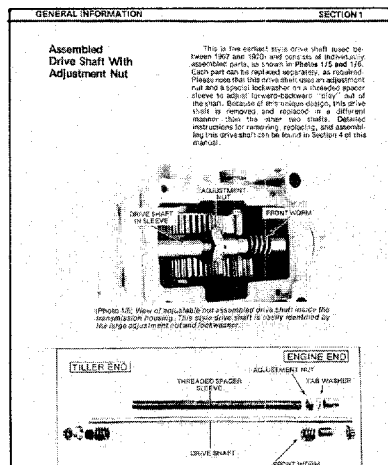 GENERAL INFORMATION SECTION 1
Assembled
Drive Shaft With
Adjustment Nut
This is the earliest style drive shaft (used be-
tween 1967 and 1970) and consists of individually
assembled parts, as shown in Photos 1/5 and 1/6.
Each part can be replaced separately, as required.
Please note that this drive shaft uses an adjustment
nut and a special lockwasher on a threaded spacer
sleeve to adjust forward-backward "play" out of
the shaft. Because of this unique design, this drive
shaft is removed and replaced in a different
manner than the other two shafts. Detailed
instructions for removing, replacing, and assembl-
ing this drive shaft can be found in Section 4 of this
manual.
ADJUSTMENT
NUT
DRIVE SHAFT
IN SLEEVE
FRONT WORM
(Photo 1/5) View of adjustable nut assembled drive shaft inside the
transmission housing. This style drive shaft is easily identified by
the large adjustment nut and lockwasher.
TILLER END
ENGINE END
ADJUSTMENT NUT
THREADED SPACER
SLEEVE
TAB WASHER
DRIVE SHAFT
FRONT WORM